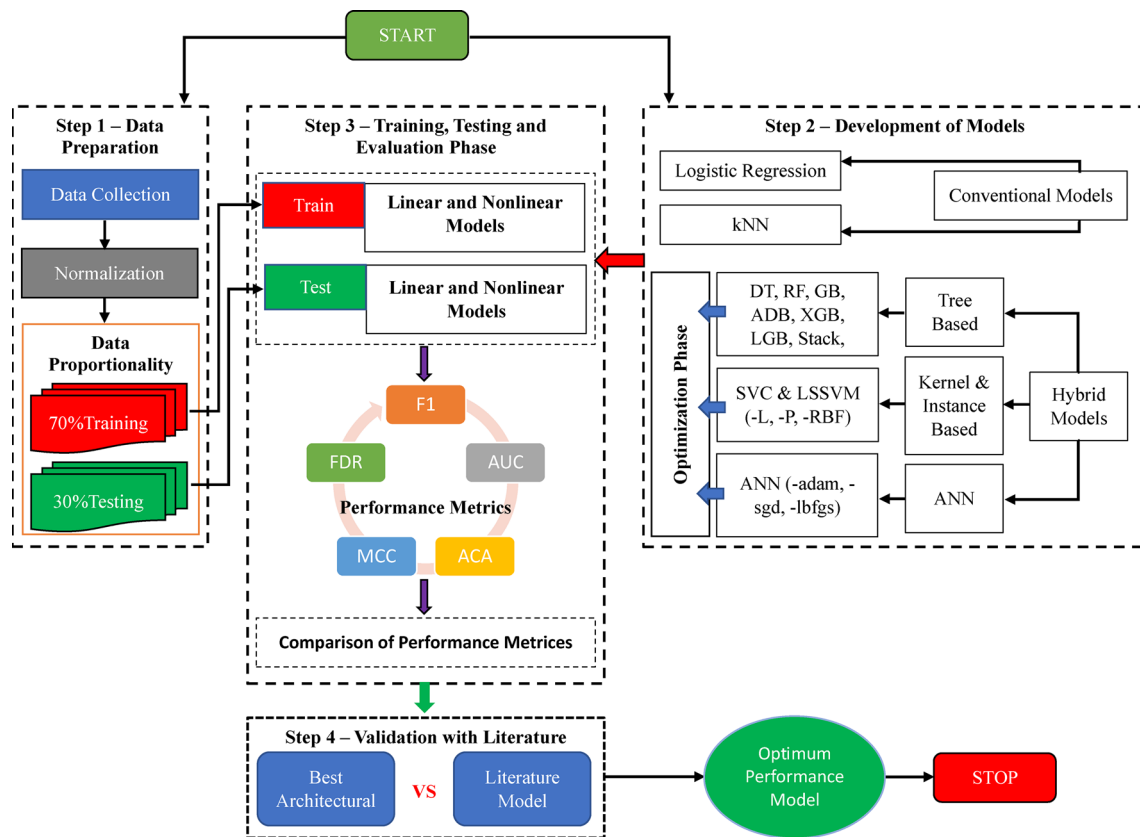 START
Step 1 – Data
Preparation
Data Collection
Normalization
Data
Proportionality
70%Training
30%Testing
Step 3 – Training, Testing and
Evaluation Phase
Train
Linear and Nonlinear
Models
Test
Linear and Nonlinear
Models
F1
FDR
AUC
Performance Metrics
MCC
ACA
Comparison of Performance Metrices
Step 2 – Development of Models
Logistic Regression
Conventional Models
kNN
Optimization Phase
DT, RF, GB,
ADB, XGB,
LGB, Stack,
Tree
Based
SVC & LSSVM
(-L, -P, -RBF)
Kernel &
Instance
Based
Hybrid
Models
ANN (-adam, -
sgd, -lbfgs)
ANN
Step 4 – Validation with Literature
Best
Architectural
VS
Literature
Model
Optimum
Performance
Model
STOP